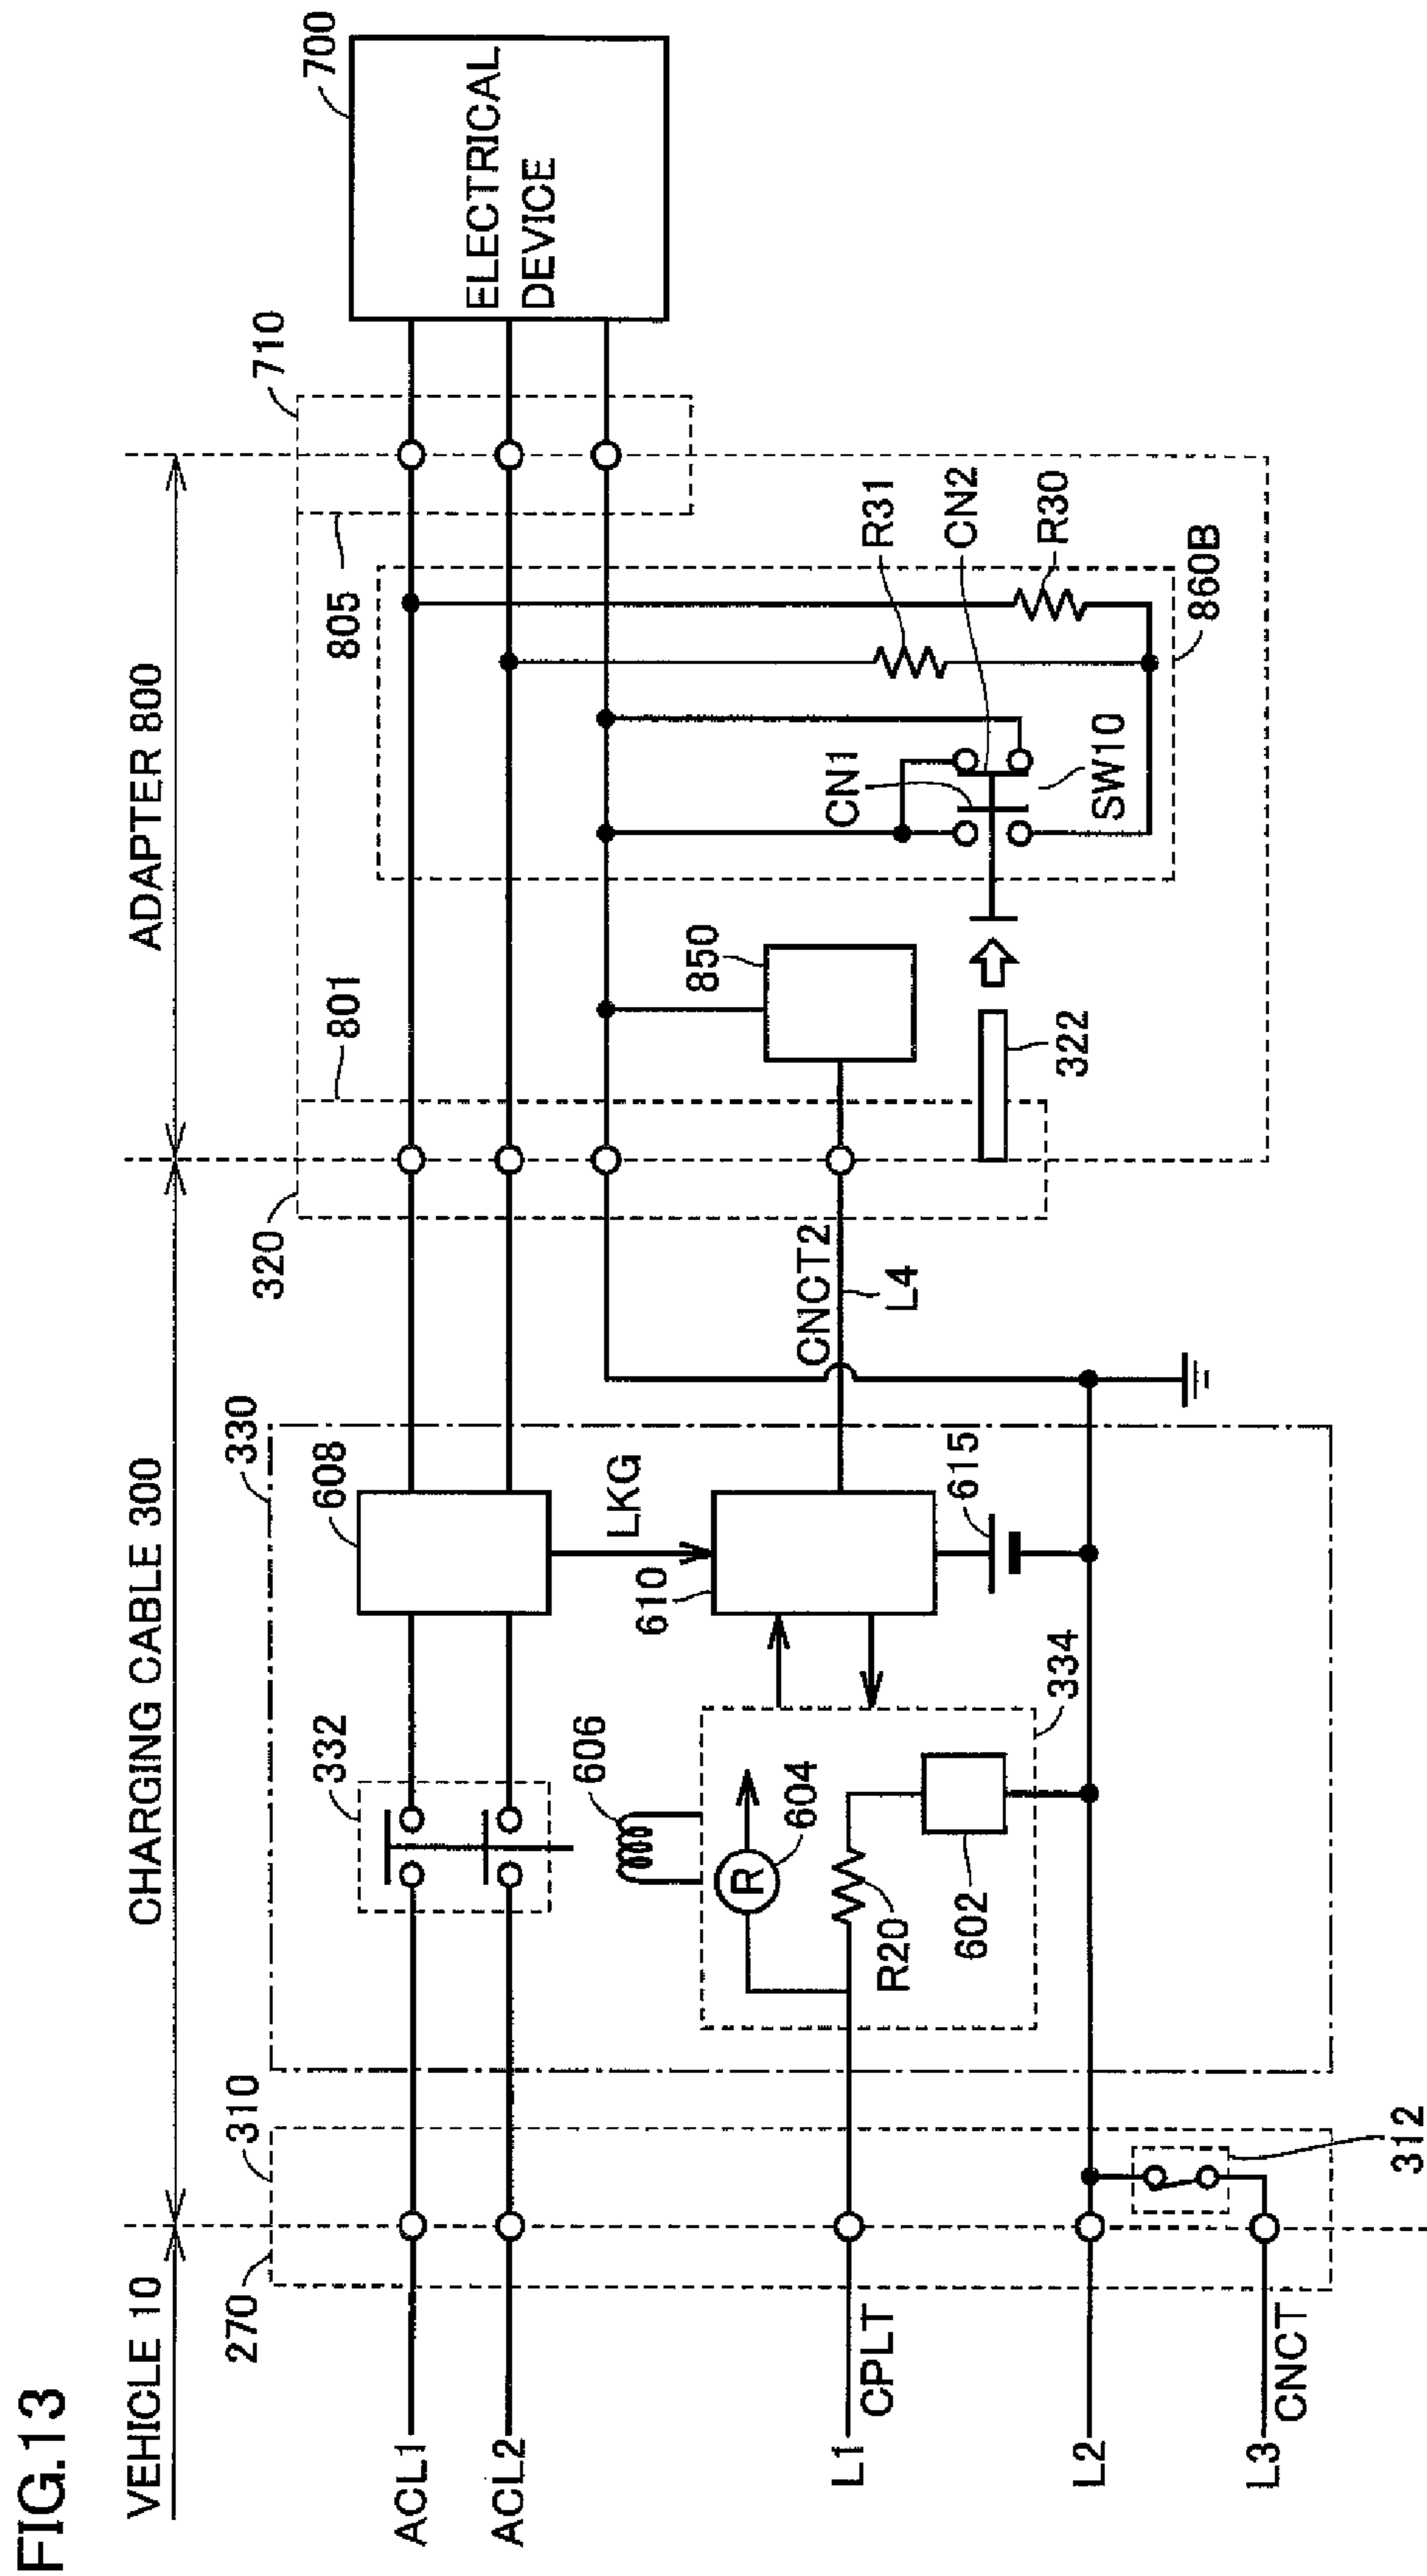 FIG.13
VEHICLE 10
CHARGING CABLE 300
ADAPTER 800
270
310
330
320
801
805
710
700
ACL1
ACL2
332
608
ELECTRICAL
DEVICE
606
LKG
610
604
R
R20
602
334
615
CNCT2
L4
850
322
CN1
SW10
R31
CN2
R30
860B
L1
CPLT
L2
L3
CNCT
312